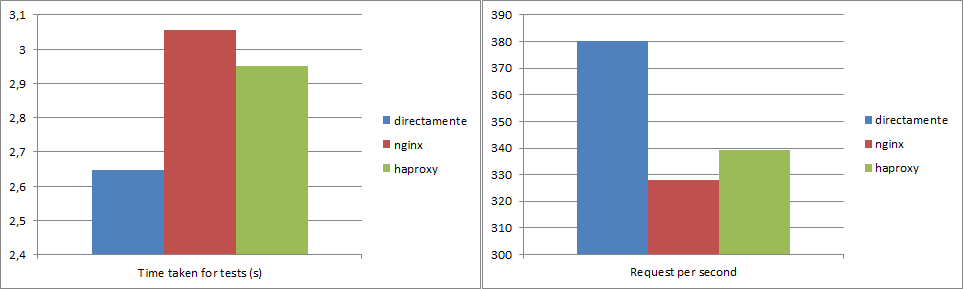 3,1
3
2,9
2,8
2,7
2,6
2,5
2,4
Time taken for tests (s)
directamente
nginx
haproxy
390
380
370
360
350
340
330
320
310
300
Request per second
directamente
nginx
haproxy